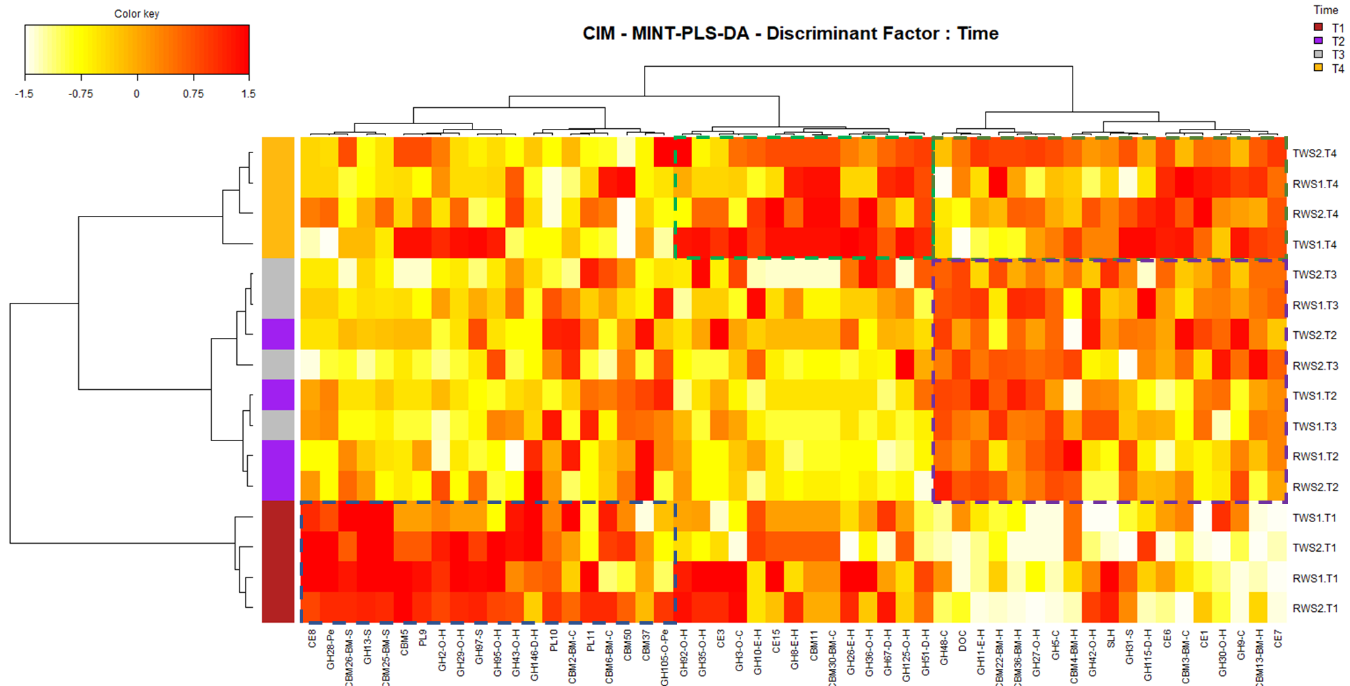 Color key
-1.5 -0.75 0 0.75 1.5
CIM - MINT-PLS-DA - Discriminant Factor : Time
Time
T1
T2
T3
T4
TWS2.T4
RWS1.T4
RWS2.T4
TWS1.T4
TWS2.T3
RWS1.T3
TWS2.T2
RWS2.T3
TWS1.T2
TWS1.T3
RWS1.T2
RWS2.T2
TWS1.T1
TWS2.T1
RWS1.T1
RWS2.T1
CE8
GH28-Pe
CBM26-BM-S
GH13-S
CBM25-BM-S
CBM5
PL9
GH2-O-H
GH29-O-H
GH97-S
GH95-O-H
GH43-O-H
GH146-D-H
PL10
CBM2-BM-C
PL11
CBM6-BM-C
CBM50
CBM37
GH105-O-Pe
GH92-O-H
GH35-O-H
CE3
GH3-O-C
GH10-E-H
CE15
GH8-E-H
CBM11
CBM30-BM-C
GH26-E-H
GH36-O-H
GH67-D-H
GH125-O-H
GH51-D-H
GH48-C
DOC
GH11-E-H
CBM22-BM-H
CBM36-BM-H
GH27-O-H
GH5-C
CBM4-BM-H
GH42-O-H
SLH
GH31-S
GH115-D-H
CE6
CBM3-BM-C
CE1
GH30-O-H
GH9-C
CBM13-BM-H
CE7